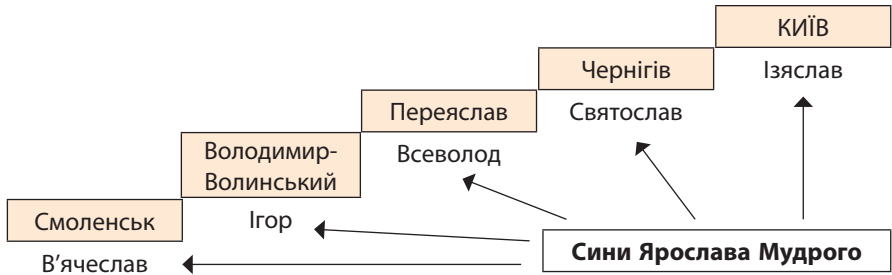 КИЇВ
Ізяслав
Чернігів
Святослав
Переяслав
Всеволод
Володимир-
Волинський
Ігор
Смоленськ
В'ячеслав
Сини Ярослава Мудрого